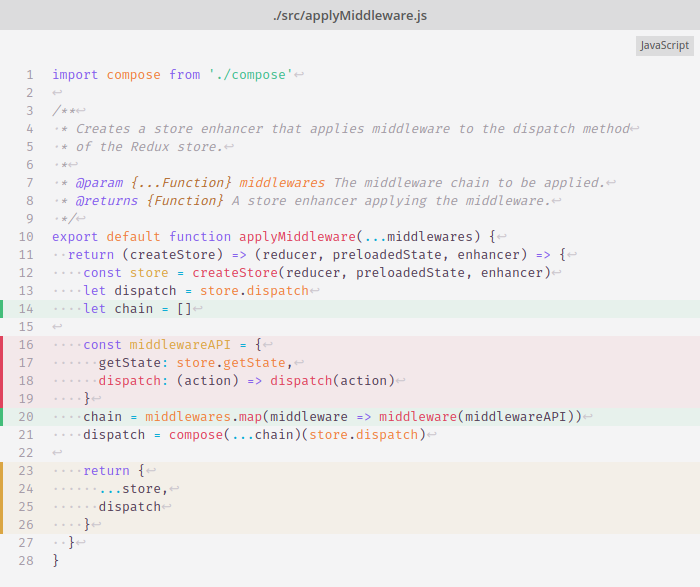 ./src/applyMiddleware.js
JavaScript
1 import compose from './compose'↩
2 ↩
3 /**↩
4 ·* Creates a store enhancer that applies middleware to the dispatch method↩
5 ·* of the Redux store.↩
6 ·*↩
7 ·* @param {...Function} middlewares The middleware chain to be applied.↩
8 ·* @returns {Function} A store enhancer applying the middleware.↩
9 ·*/↩
10 export default function applyMiddleware(...middlewares) {↩
11 ··return (createStore) => (reducer, preloadedState, enhancer) => {↩
12 ····const store = createStore(reducer, preloadedState, enhancer)↩
13 ····let dispatch = store.dispatch↩
14 ····let chain = []↩
15 ↩
16 ····const middlewareAPI = {↩
17 ······getState: store.getState,↩
18 ······dispatch: (action) => dispatch(action)↩
19 ····}↩
20 ····chain = middlewares.map(middleware => middleware(middlewareAPI))↩
21 ····dispatch = compose(...chain)(store.dispatch)↩
22 ↩
23 ····return {↩
24 ······...store,↩
25 ······dispatch↩
26 ····}↩
27 ··}↩
28 }